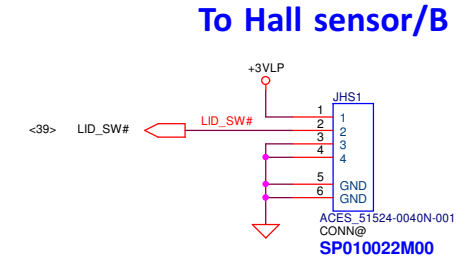 To Hall sensor/B
+3VLP
JHS1
<39> LID_SW# LID_SW#
1 1
2 2
3 3
4 4
5 GND
6 GND
ACES_51524-0040N-001
CONN@
SP010022M00